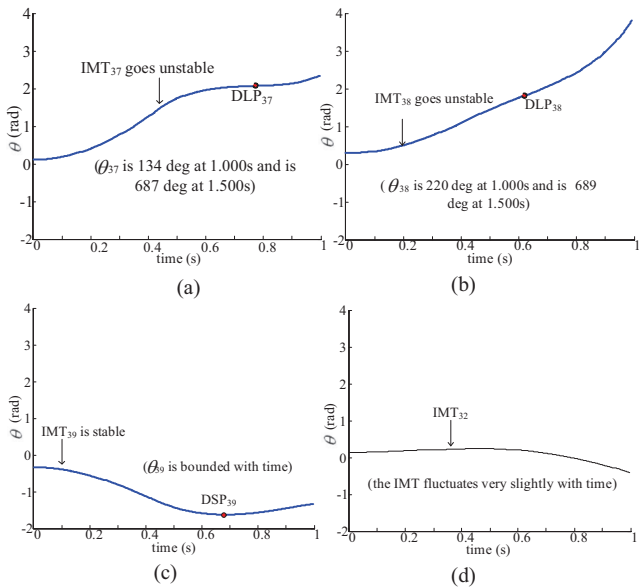 4
3
2
1
0
-1
-2
θ (rad)
IMT37 goes unstable
DLP37
(θ37 is 134 deg at 1.000s and is
687 deg at 1.500s)
0 0.2 0.4 0.6 0.8 1
time (s)
(a)
4
3
2
1
0
-1
-2
θ (rad)
IMT38 goes unstable
DLP38
(θ38 is 220 deg at 1.000s and is 689
deg at 1.500s)
0 0.2 0.4 0.6 0.8 1
time (s)
(b)
4
3
2
1
0
-1
-2
θ (rad)
IMT39 is stable
(θ39 is bounded with time)
DSP39
0 0.2 0.4 0.6 0.8 1
time (s)
(c)
4
3
2
1
0
-1
-2
θ (rad)
IMT32
(the IMT fluctuates very slightly with time)
0 0.2 0.4 0.6 0.8 1
time (s)
(d)